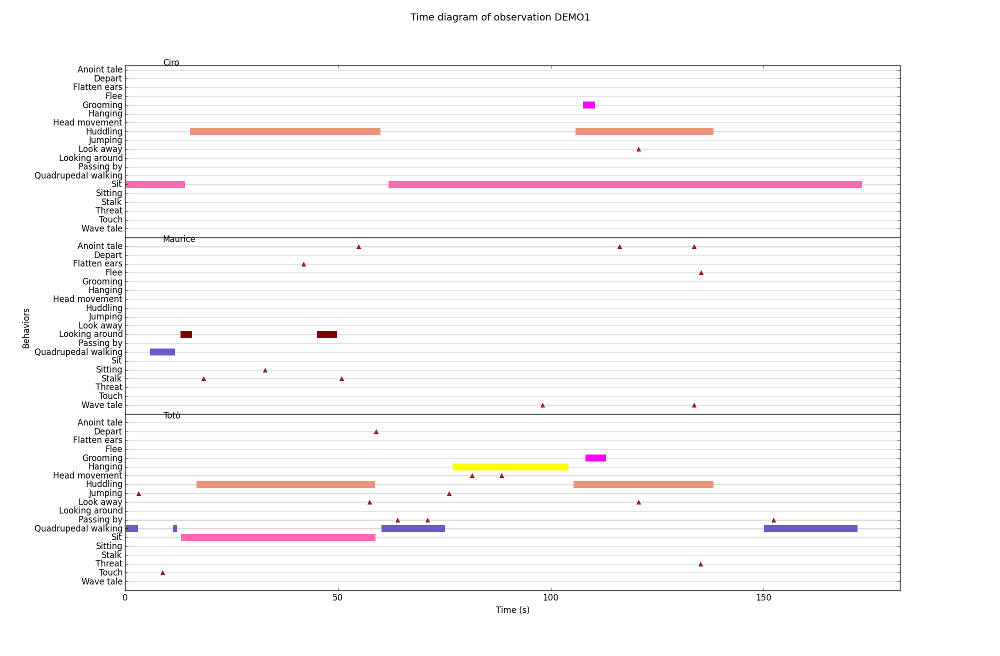 Time diagram of observation DEMO1
Ciro
Anoint tale
Depart
Flatten ears
Flee
Grooming
Hanging
Head movement
Huddling
Jumping
Look away
Looking around
Passing by
Quadrupedal walking
Sit
Sitting
Stalk
Threat
Touch
Wave tale
Maurice
Anoint tale
Depart
Flatten ears
Flee
Grooming
Hanging
Head movement
Huddling
Jumping
Look away
Looking around
Passing by
Quadrupedal walking
Sit
Sitting
Stalk
Threat
Touch
Wave tale
Totò
Anoint tale
Depart
Flatten ears
Flee
Grooming
Hanging
Head movement
Huddling
Jumping
Look away
Looking around
Passing by
Quadrupedal walking
Sit
Sitting
Stalk
Threat
Touch
Wave tale
Behaviors
0 50 100 150
Time (s)